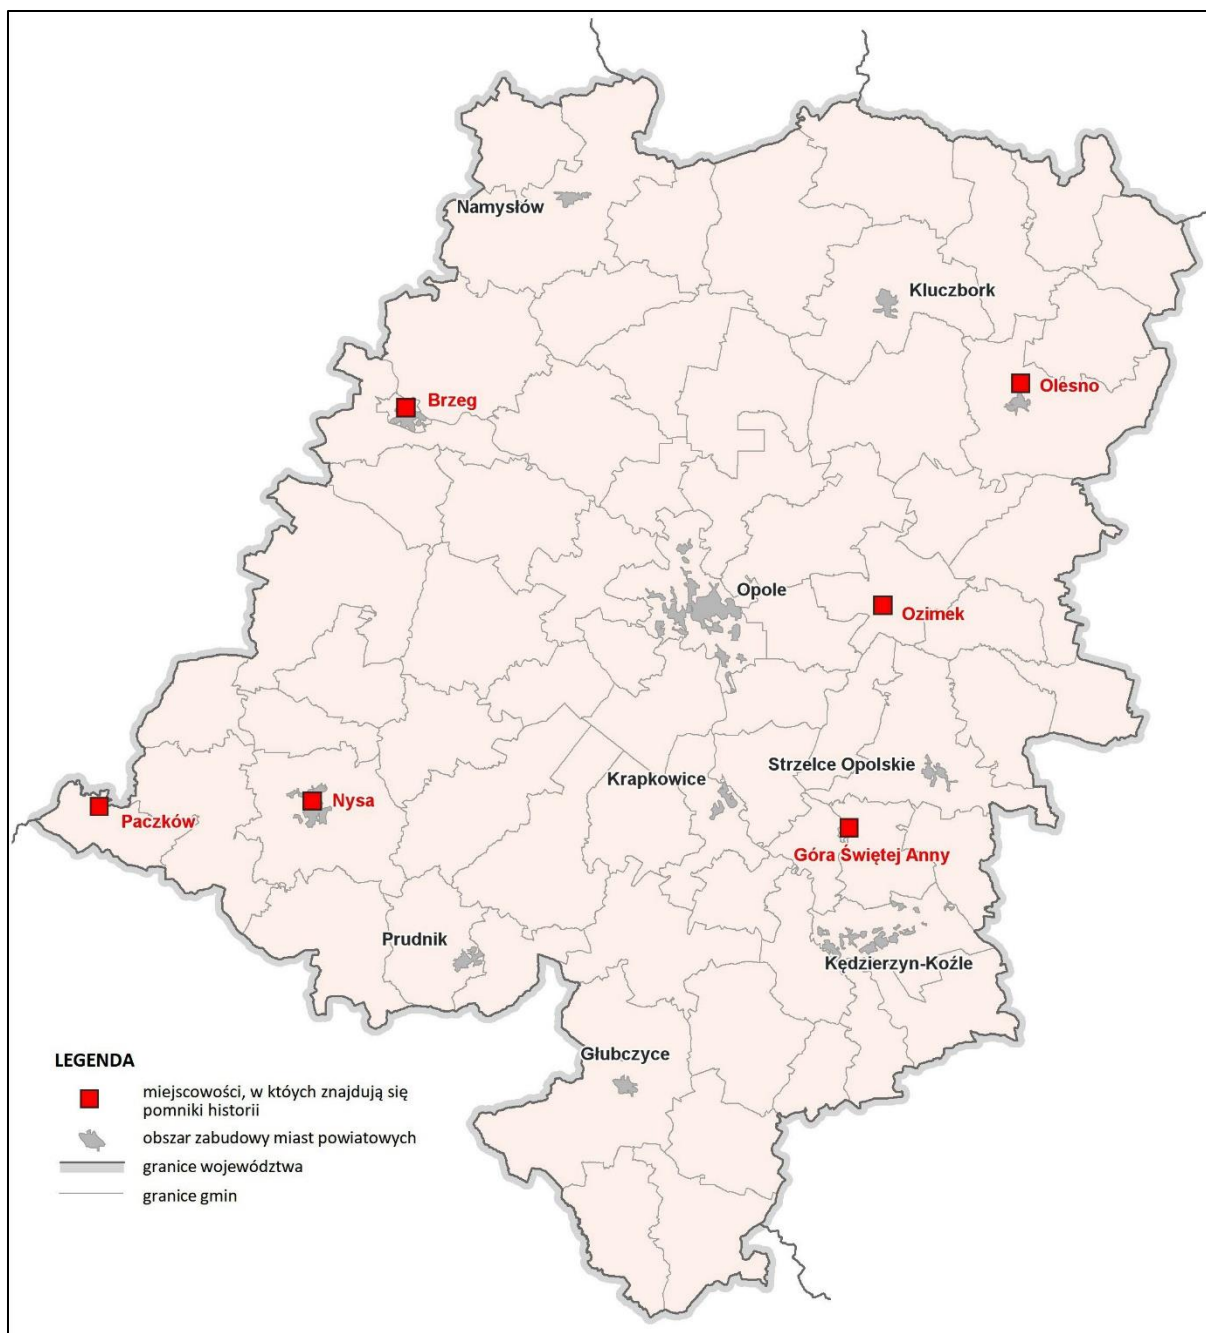 Namysłów
Kluczbork
Olesno
Brzeg
Opole
Ozimek
Strzelce Opolskie
Krapkowice
Nysa
Paczków
Góra Świętej Anny
Prudnik
Kędzierzyn-Koźle
Głubczyce
LEGENDA
miejscowości, w któych znajdują się
pomniki historii
obszar zabudowy miast powiatowych
granice województwa
granice gmin